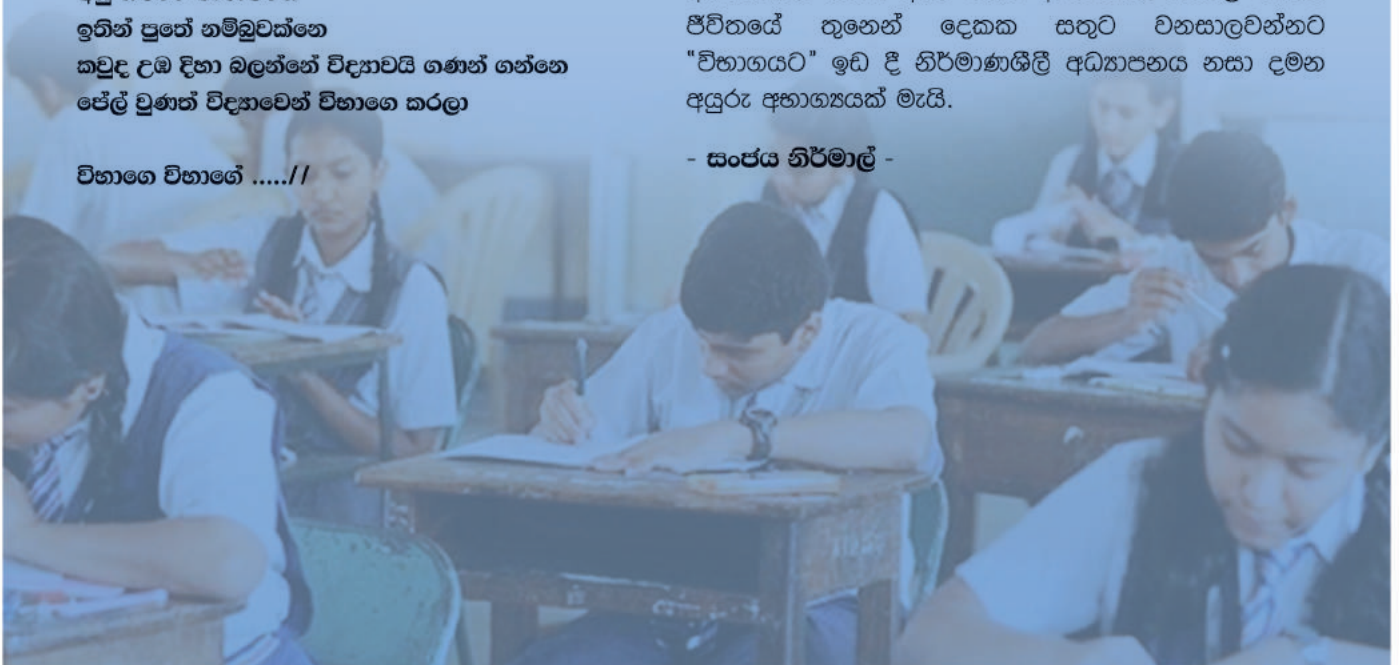 ඉතින් පුතේ නම්බුවක්නෙ
කවුද උඹ දිහා බලන්නේ විද්‍යාවයි ගණන් ගන්නෙ
පේල් වුණත් විද්‍යාවෙන් විභාගෙ කරලා
විභාගෙ විභාගේ .....//
ජීවිතයේ තුනෙන් දෙකක සතුට වනසාලවන්නට
“විභාගයට” ඉඩ දී නිර්මාණශීලී අධ්‍යාපනය නසා දමන
අයුරු අභාග්‍යයක් මැයි.
- සංජය නිර්මාල් -